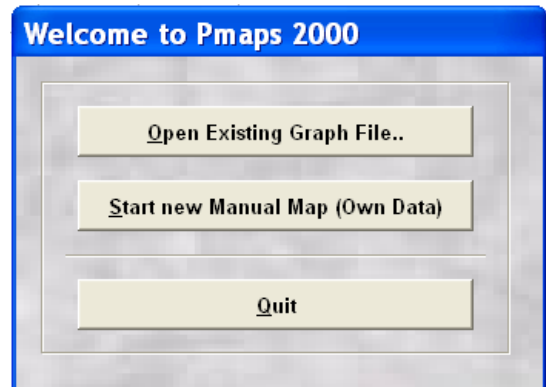 Welcome to Pmaps 2000
Open Existing Graph File..
Start new Manual Map (Own Data)
Quit